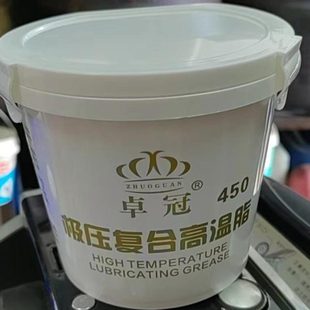 ZHUOGUAN
卓冠®
450
极压复合高温脂
HIGH TEMPERATURE
LUBRICATING GREASE